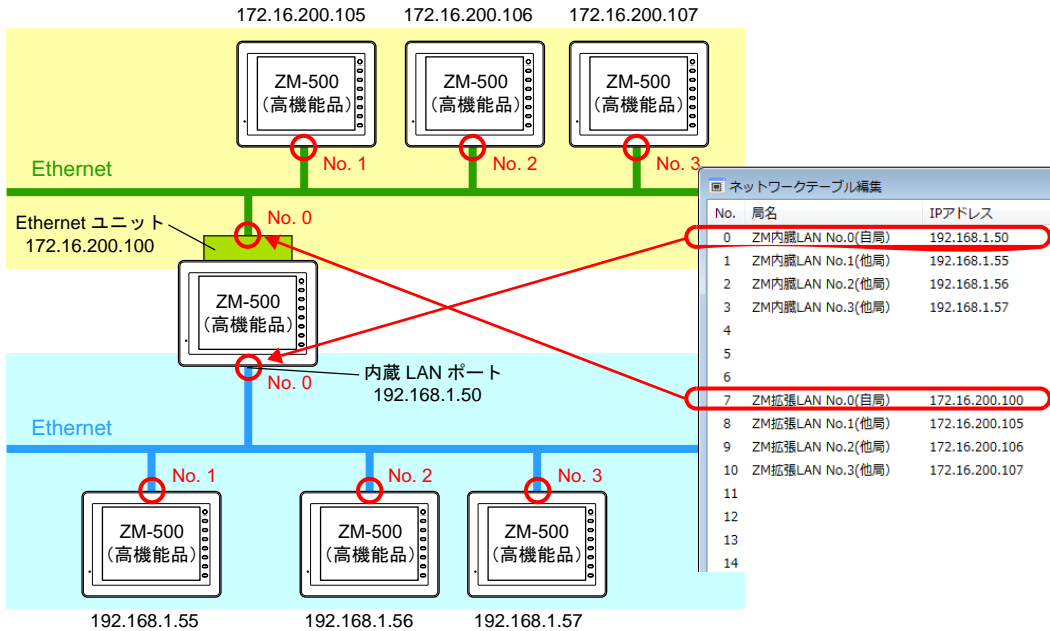 172.16.200.105
172.16.200.106
172.16.200.107
ZM-500
(高機能品)
ZM-500
(高機能品)
ZM-500
(高機能品)
No. 1
No. 2
No. 3
Ethernet
Ethernet ユニット
172.16.200.100
No. 0
ZM-500
(高機能品)
No. 0
内蔵 LAN ポート
192.168.1.50
Ethernet
No. 1
No. 2
No. 3
ZM-500
(高機能品)
ZM-500
(高機能品)
ZM-500
(高機能品)
192.168.1.55
192.168.1.56
192.168.1.57
ネットワークテーブル編集
No. 局名 IPアドレス
0 ZM内臓LAN No.0(自局) 192.168.1.50
1 ZM内臓LAN No.1(他局) 192.168.1.55
2 ZM内臓LAN No.2(他局) 192.168.1.56
3 ZM内臓LAN No.3(他局) 192.168.1.57
4
5
6
7 ZM拡張LAN No.0(自局) 172.16.200.100
8 ZM拡張LAN No.1(他局) 172.16.200.105
9 ZM拡張LAN No.2(他局) 172.16.200.106
10 ZM拡張LAN No.3(他局) 172.16.200.107
11
12
13
14